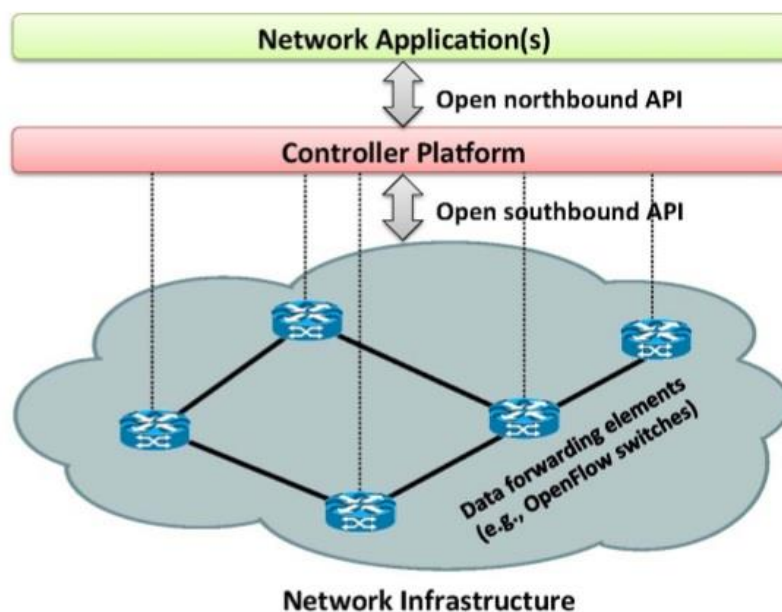 Network Application(s)
Open northbound API
Controller Platform
Open southbound API
Data forwarding elements
(e.g., OpenFlow switches)
Network Infrastructure